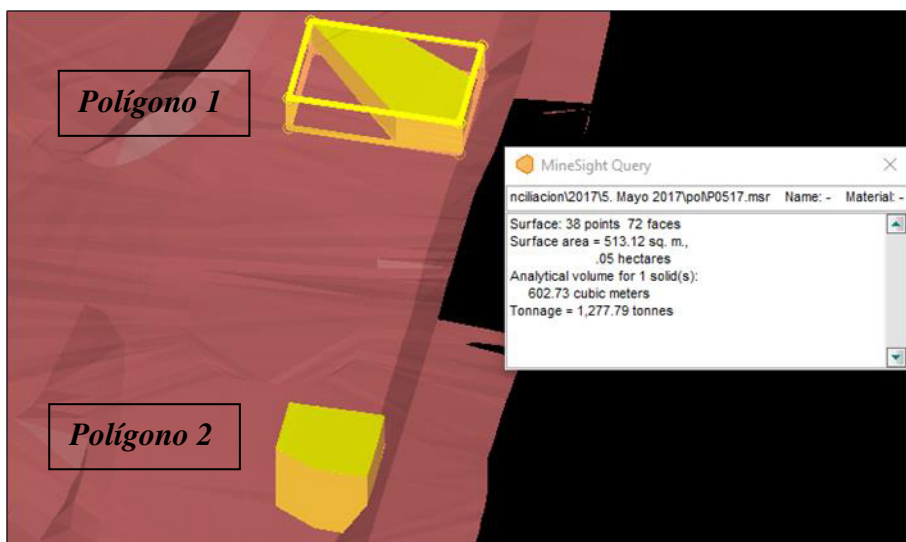 Polígono 1
MineSight Query
nciliacion\2017\5. Mayo 2017\pol\P0517.msr Name: - Material: -
Surface: 38 points 72 faces
Surface area = 513.12 sq. m.,
.05 hectares
Analytical volume for 1 solid(s):
602.73 cubic meters
Tonnage = 1,277.79 tonnes
Polígono 2